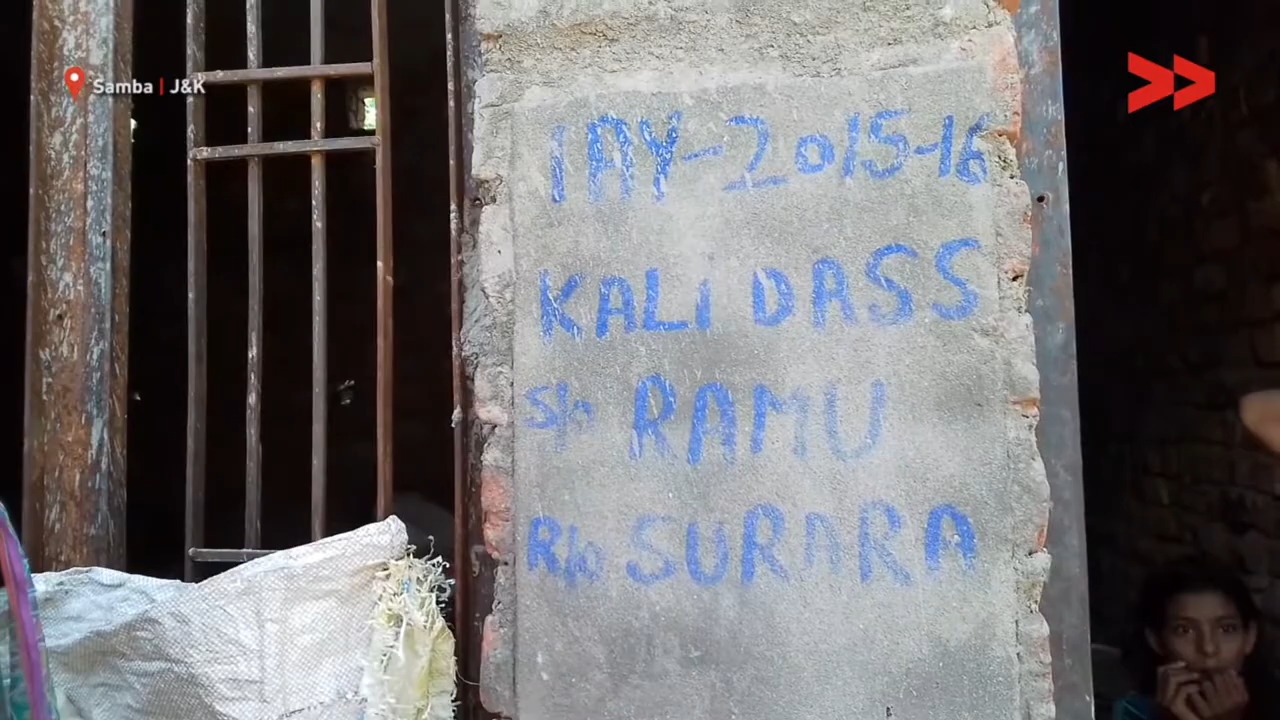 Samba | J&K
IAY-2015-16
KALI DASS
S/o RAMU
R/o SURARA